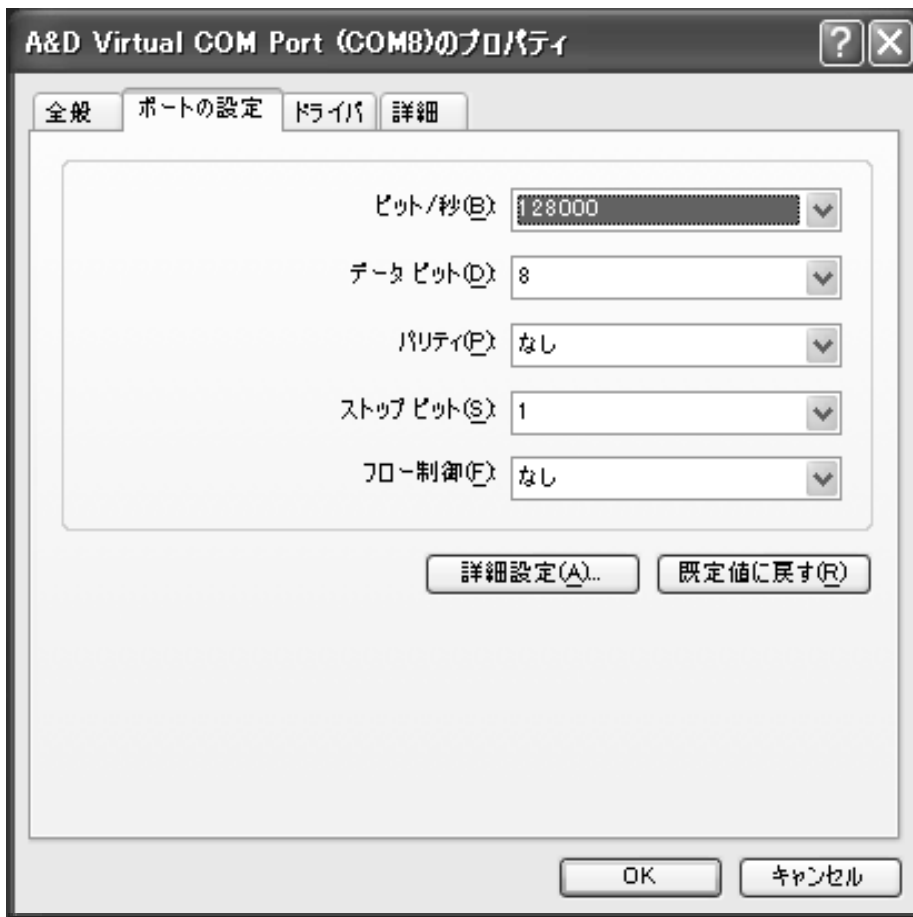 A&D Virtual COM Port (COM8)のプロパティ
全般 ポートの設定 ドライバ 詳細
ビット/秒(B): 128000
データ ビット(D): 8
パリティ(P): なし
ストップ ビット(S): 1
フロー制御(F): なし
詳細設定(A)... 既定値に戻す(R)
OK キャンセル